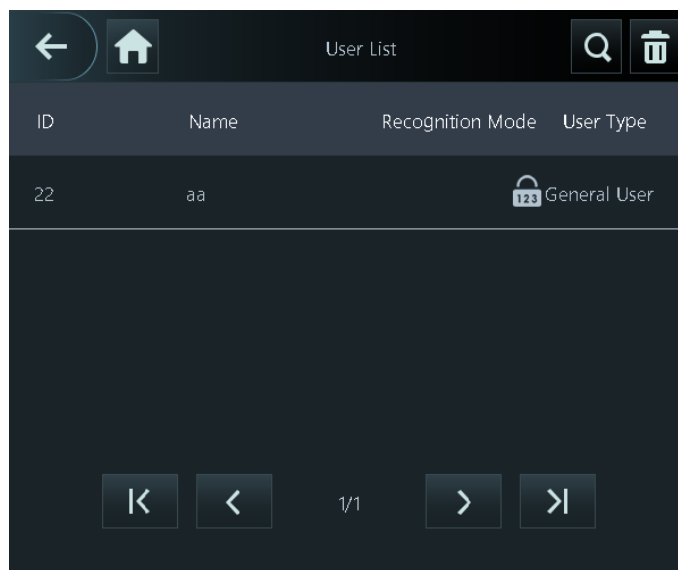 User List
ID Name Recognition Mode User Type
22 aa 123 General User
1/1